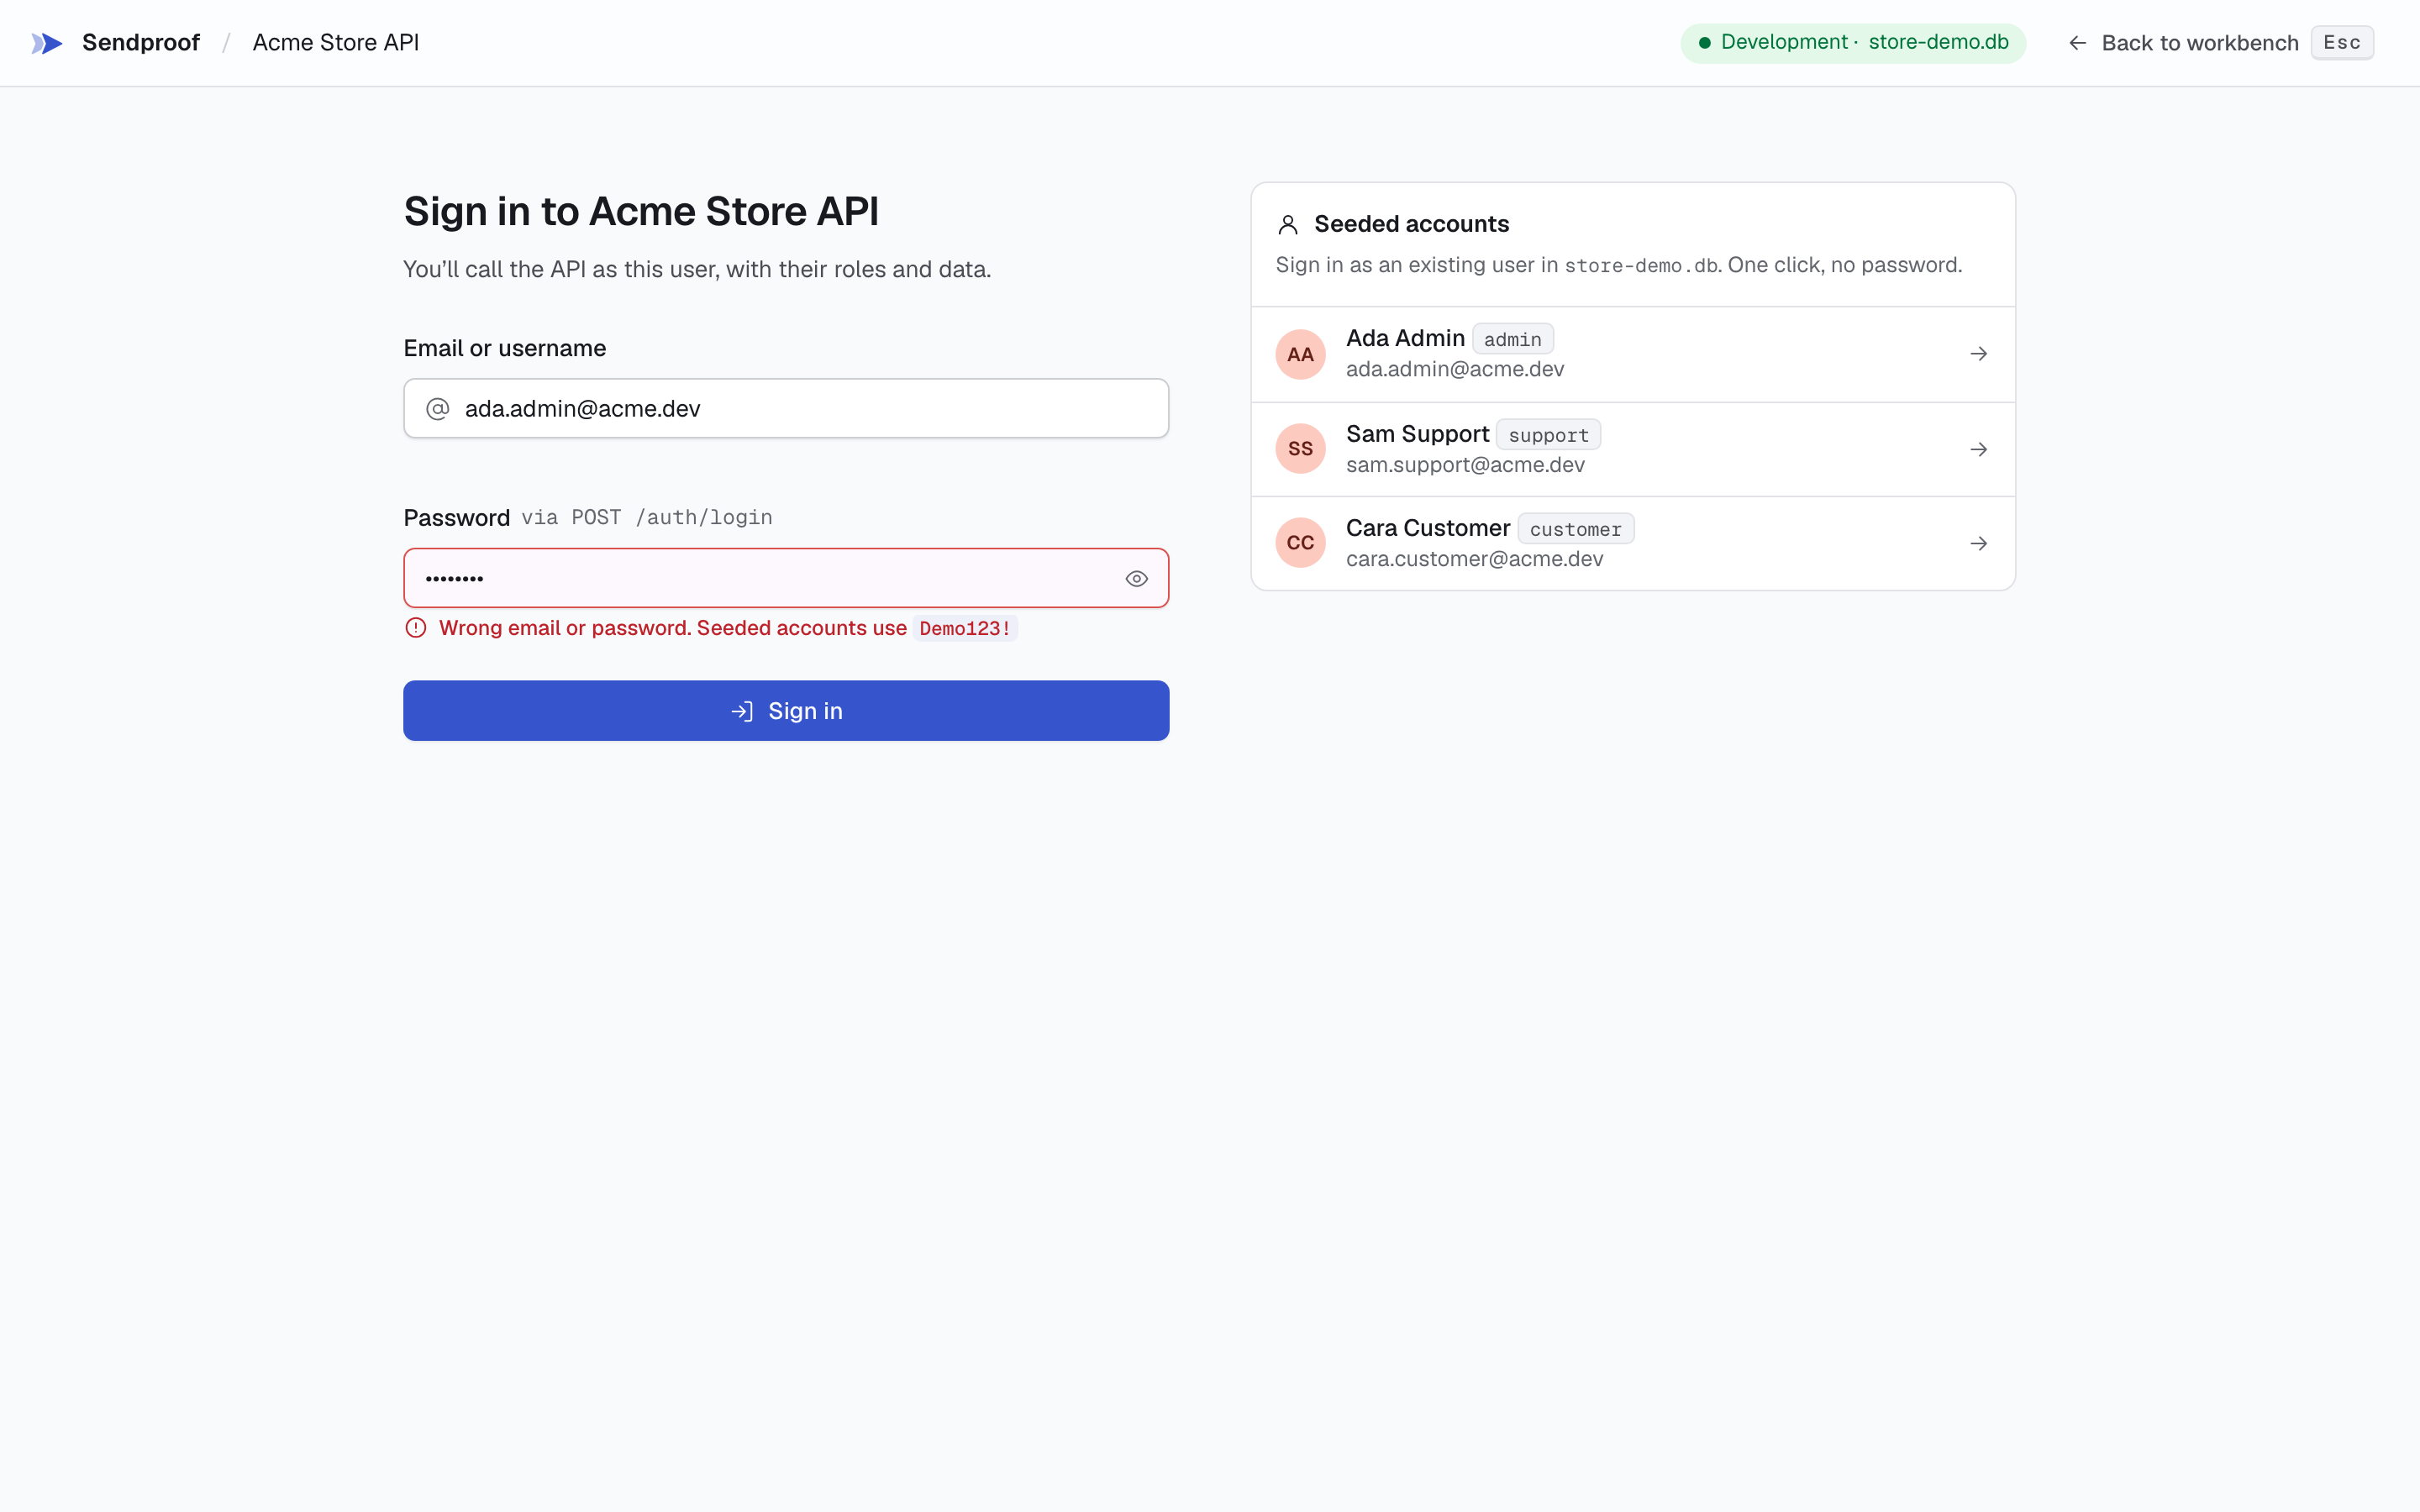 Sendproof / Acme Store API
Development · store-demo.db
← Back to workbench Esc
Sign in to Acme Store API
You’ll call the API as this user, with their roles and data.
Email or username
@ ada.admin@acme.dev
Password via POST /auth/login
••••••••
Wrong email or password. Seeded accounts use Demo123!
Sign in
Seeded accounts
Sign in as an existing user in store-demo.db. One click, no password.
AA Ada Admin admin
ada.admin@acme.dev
SS Sam Support support
sam.support@acme.dev
CC Cara Customer customer
cara.customer@acme.dev